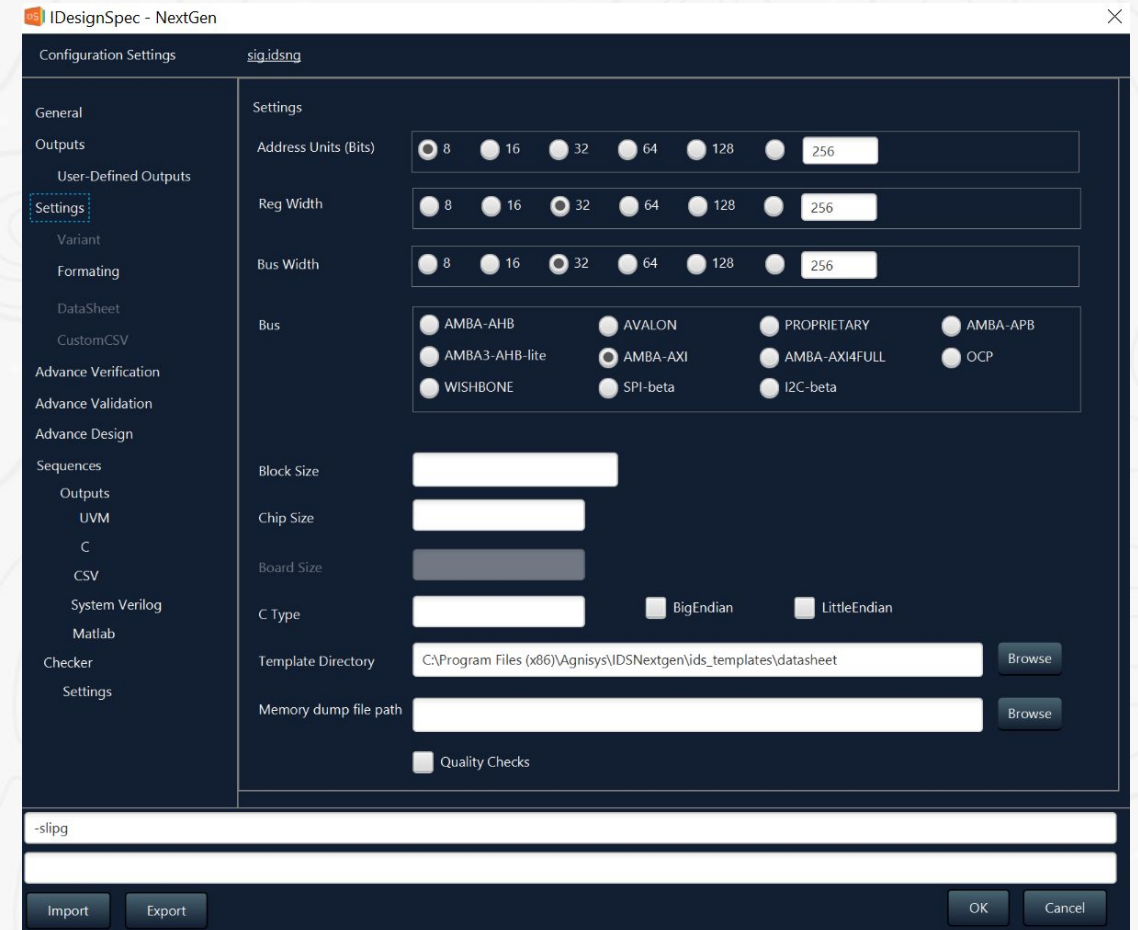 oS IDesignSpec - NextGen
Configuration Settings
sig.idsng
General
Outputs
User-Defined Outputs
Settings
Variant
Formating
DataSheet
CustomCSV
Advance Verification
Advance Validation
Advance Design
Sequences
Outputs
UVM
C
CSV
System Verilog
Matlab
Checker
Settings
Settings
Address Units (Bits) 8 16 32 64 128 256
Reg Width 8 16 32 64 128 256
Bus Width 8 16 32 64 128 256
Bus AMBA-AHB AVALON PROPRIETARY AMBA-APB
AMBA3-AHB-lite AMBA-AXI AMBA-AXI4FULL OCP
WISHBONE SPI-beta I2C-beta
Block Size
Chip Size
Board Size
C Type BigEndian LittleEndian
Template Directory C:\Program Files (x86)\Agnisys\IDSNextgen\ids_templates\datasheet Browse
Memory dump file path Browse
Quality Checks
-slipg
Import Export OK Cancel